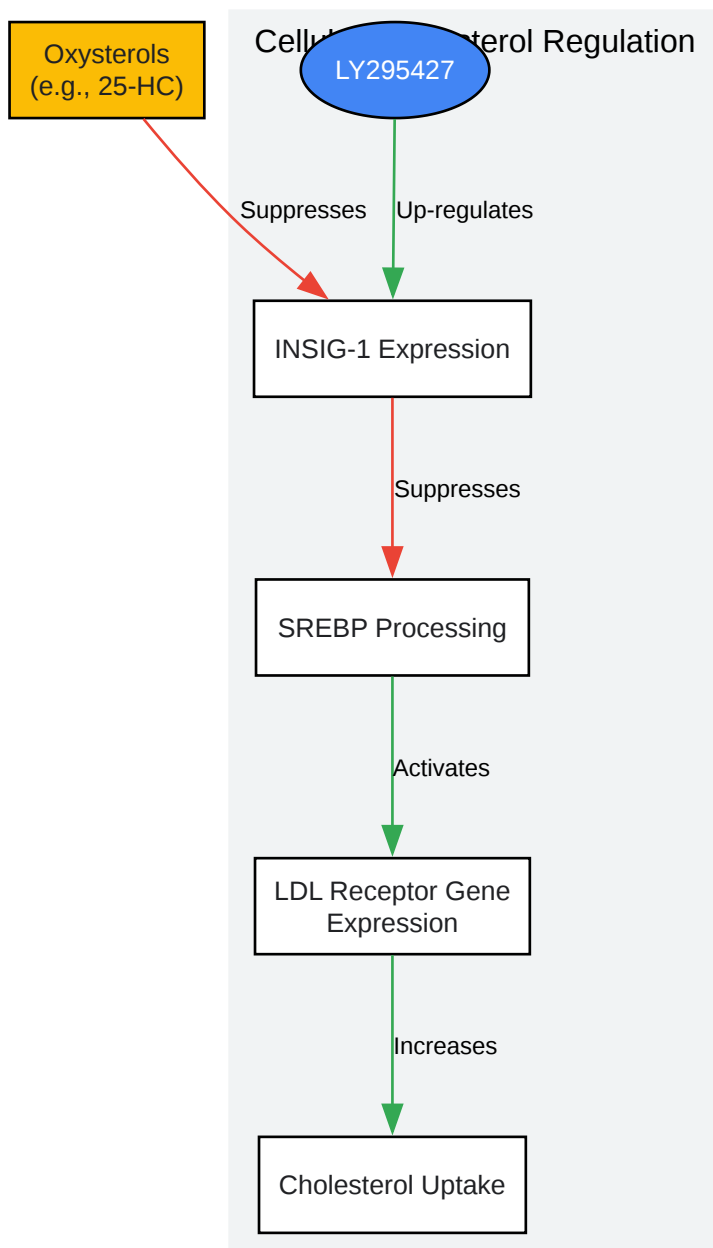 Oxysterols
(e.g., 25-HC)
Regulation
LY295427
Suppresses
Up-regulates
INSIG-1 Expression
Suppresses
SREBP Processing
Activates
LDL Receptor Gene
Expression
Increases
Cholesterol Uptake